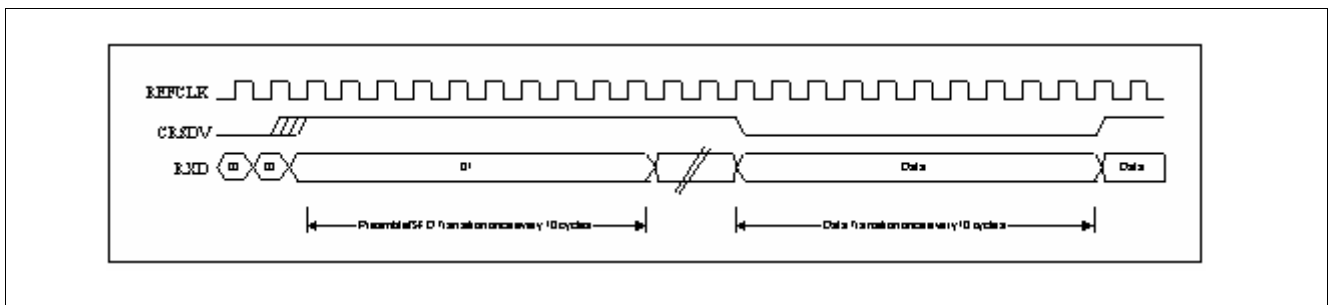 REFCLK
CRSDV
RXD 00 00 01 Data Data
Preamble/SFD Transition once every 10 cycles Data Transition once every 10 cycles